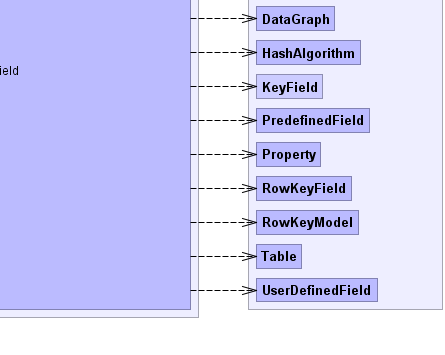 DataGraph
HashAlgorithm
ield
KeyField
PredefinedField
Property
RowKeyField
RowKeyModel
Table
UserDefinedField